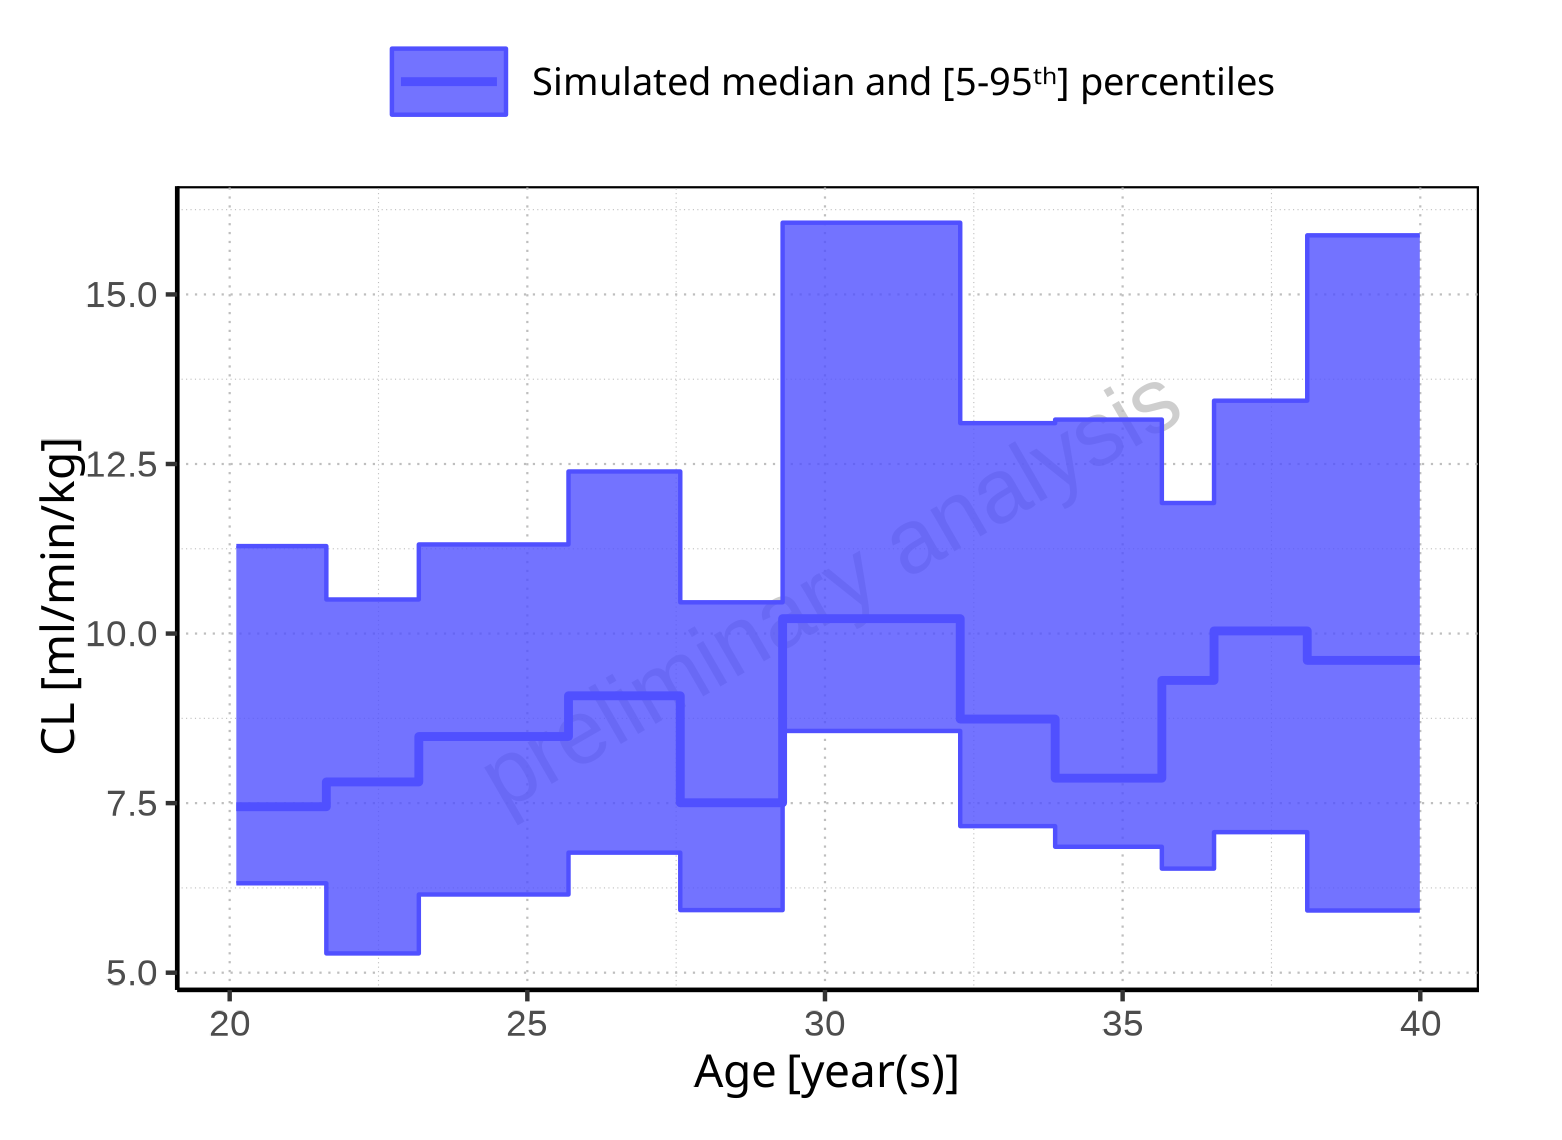 Simulated median and [5-95ᵗʰ] percentiles
CL [ml/min/kg]
15.0
12.5
10.0
7.5
5.0
preliminary analysis
20 25 30 35 40
Age [year(s)]